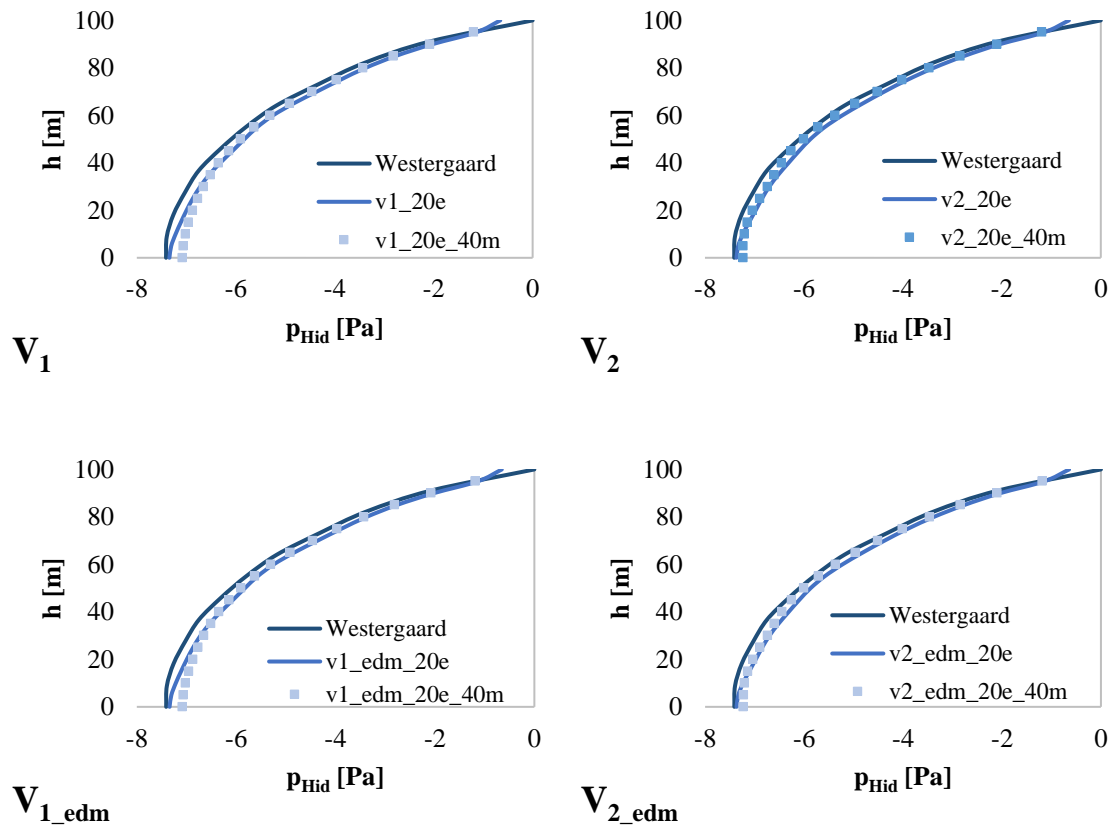 100
80
60
40
20
0
h [m]
Westergaard
v1_20e
v1_20e_40m
-8 -6 -4 -2 0
pHid [Pa]
V1
100
80
60
40
20
0
h [m]
Westergaard
v2_20e
v2_20e_40m
-8 -6 -4 -2 0
pHid [Pa]
V2
100
80
60
40
20
0
h [m]
Westergaard
v1_edm_20e
v1_edm_20e_40m
-8 -6 -4 -2 0
pHid [Pa]
V1_edm
100
80
60
40
20
0
h [m]
Westergaard
v2_edm_20e
v2_edm_20e_40m
-8 -6 -4 -2 0
pHid [Pa]
V2_edm